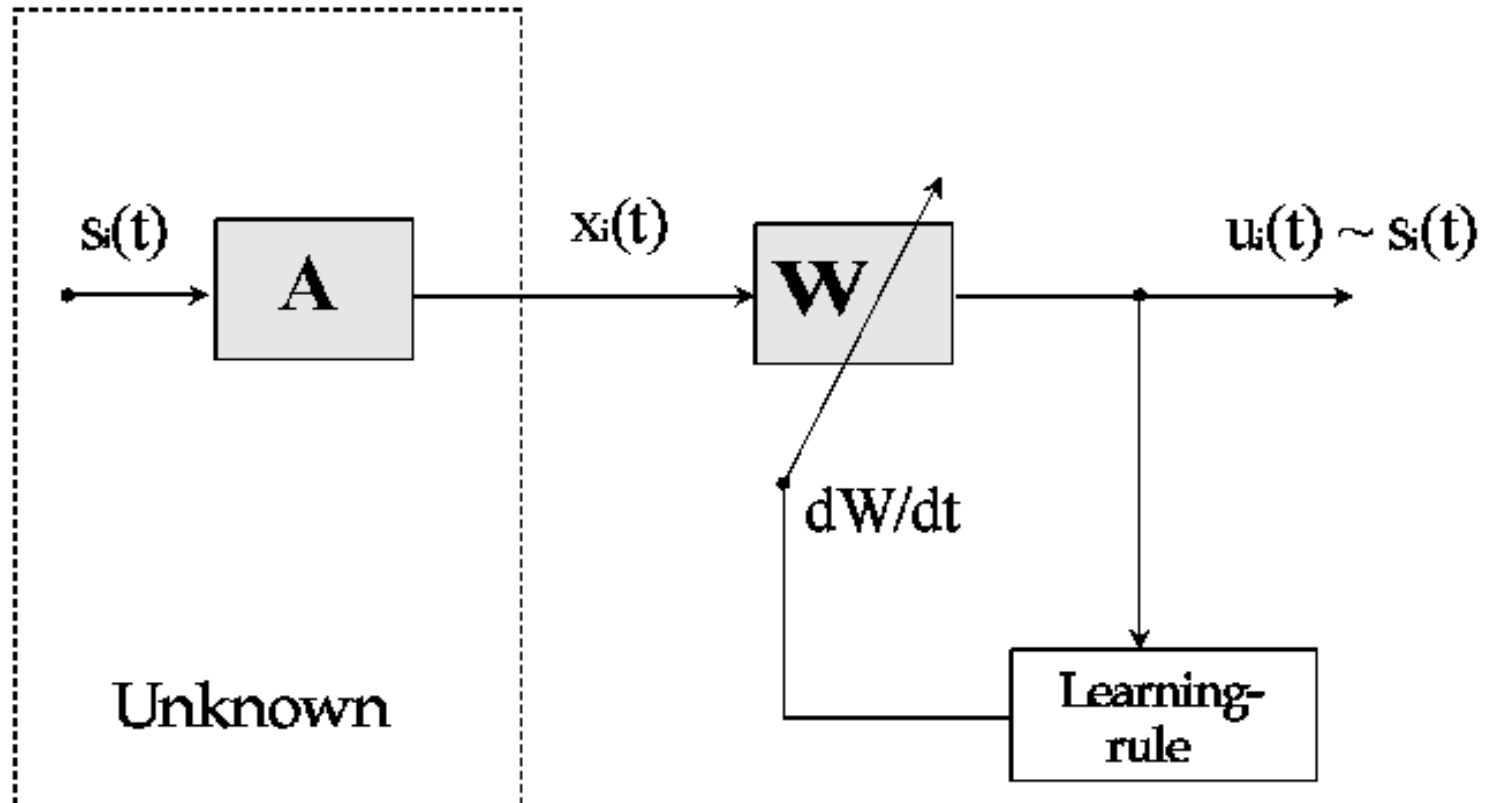 sᵢ(t)
A
xᵢ(t)
W
uᵢ(t) ~ sᵢ(t)
dW/dt
Learning-
rule
Unknown